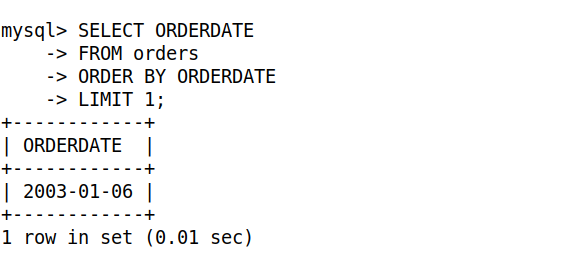 mysql> SELECT ORDERDATE
    -> FROM orders
    -> ORDER BY ORDERDATE
    -> LIMIT 1;
+------------+
| ORDERDATE  |
+------------+
| 2003-01-06 |
+------------+
1 row in set (0.01 sec)